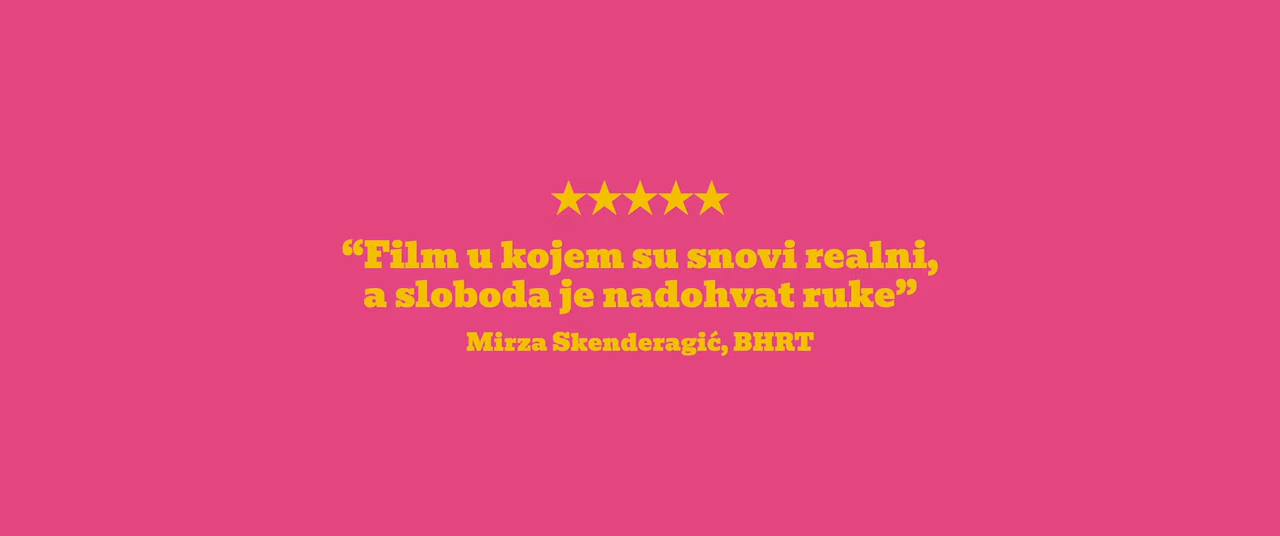 ★★★★★
“Film u kojem su snovi realni,
a sloboda je nadohvat ruke”
Mirza Skenderagić, BHRT